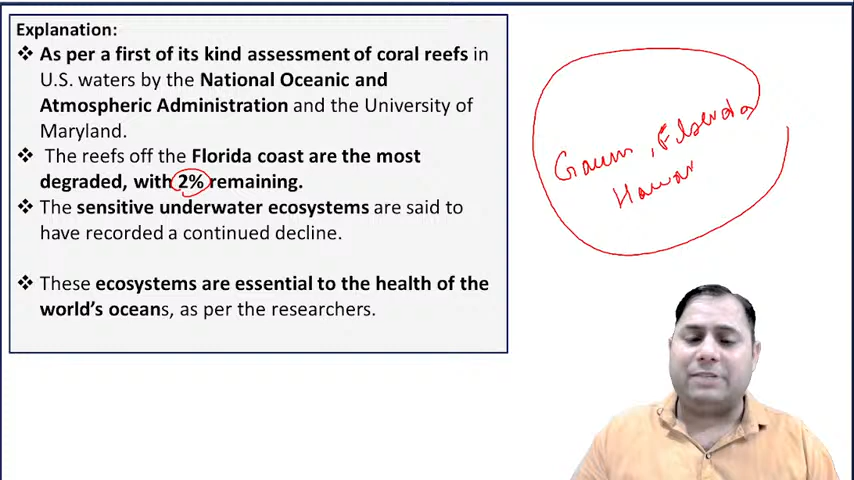 Explanation:
❖ As per a first of its kind assessment of coral reefs in
U.S. waters by the National Oceanic and
Atmospheric Administration and the University of
Maryland.
❖ The reefs off the Florida coast are the most
degraded, with 2% remaining.
❖ The sensitive underwater ecosystems are said to
have recorded a continued decline.
❖ These ecosystems are essential to the health of the
world's oceans, as per the researchers.